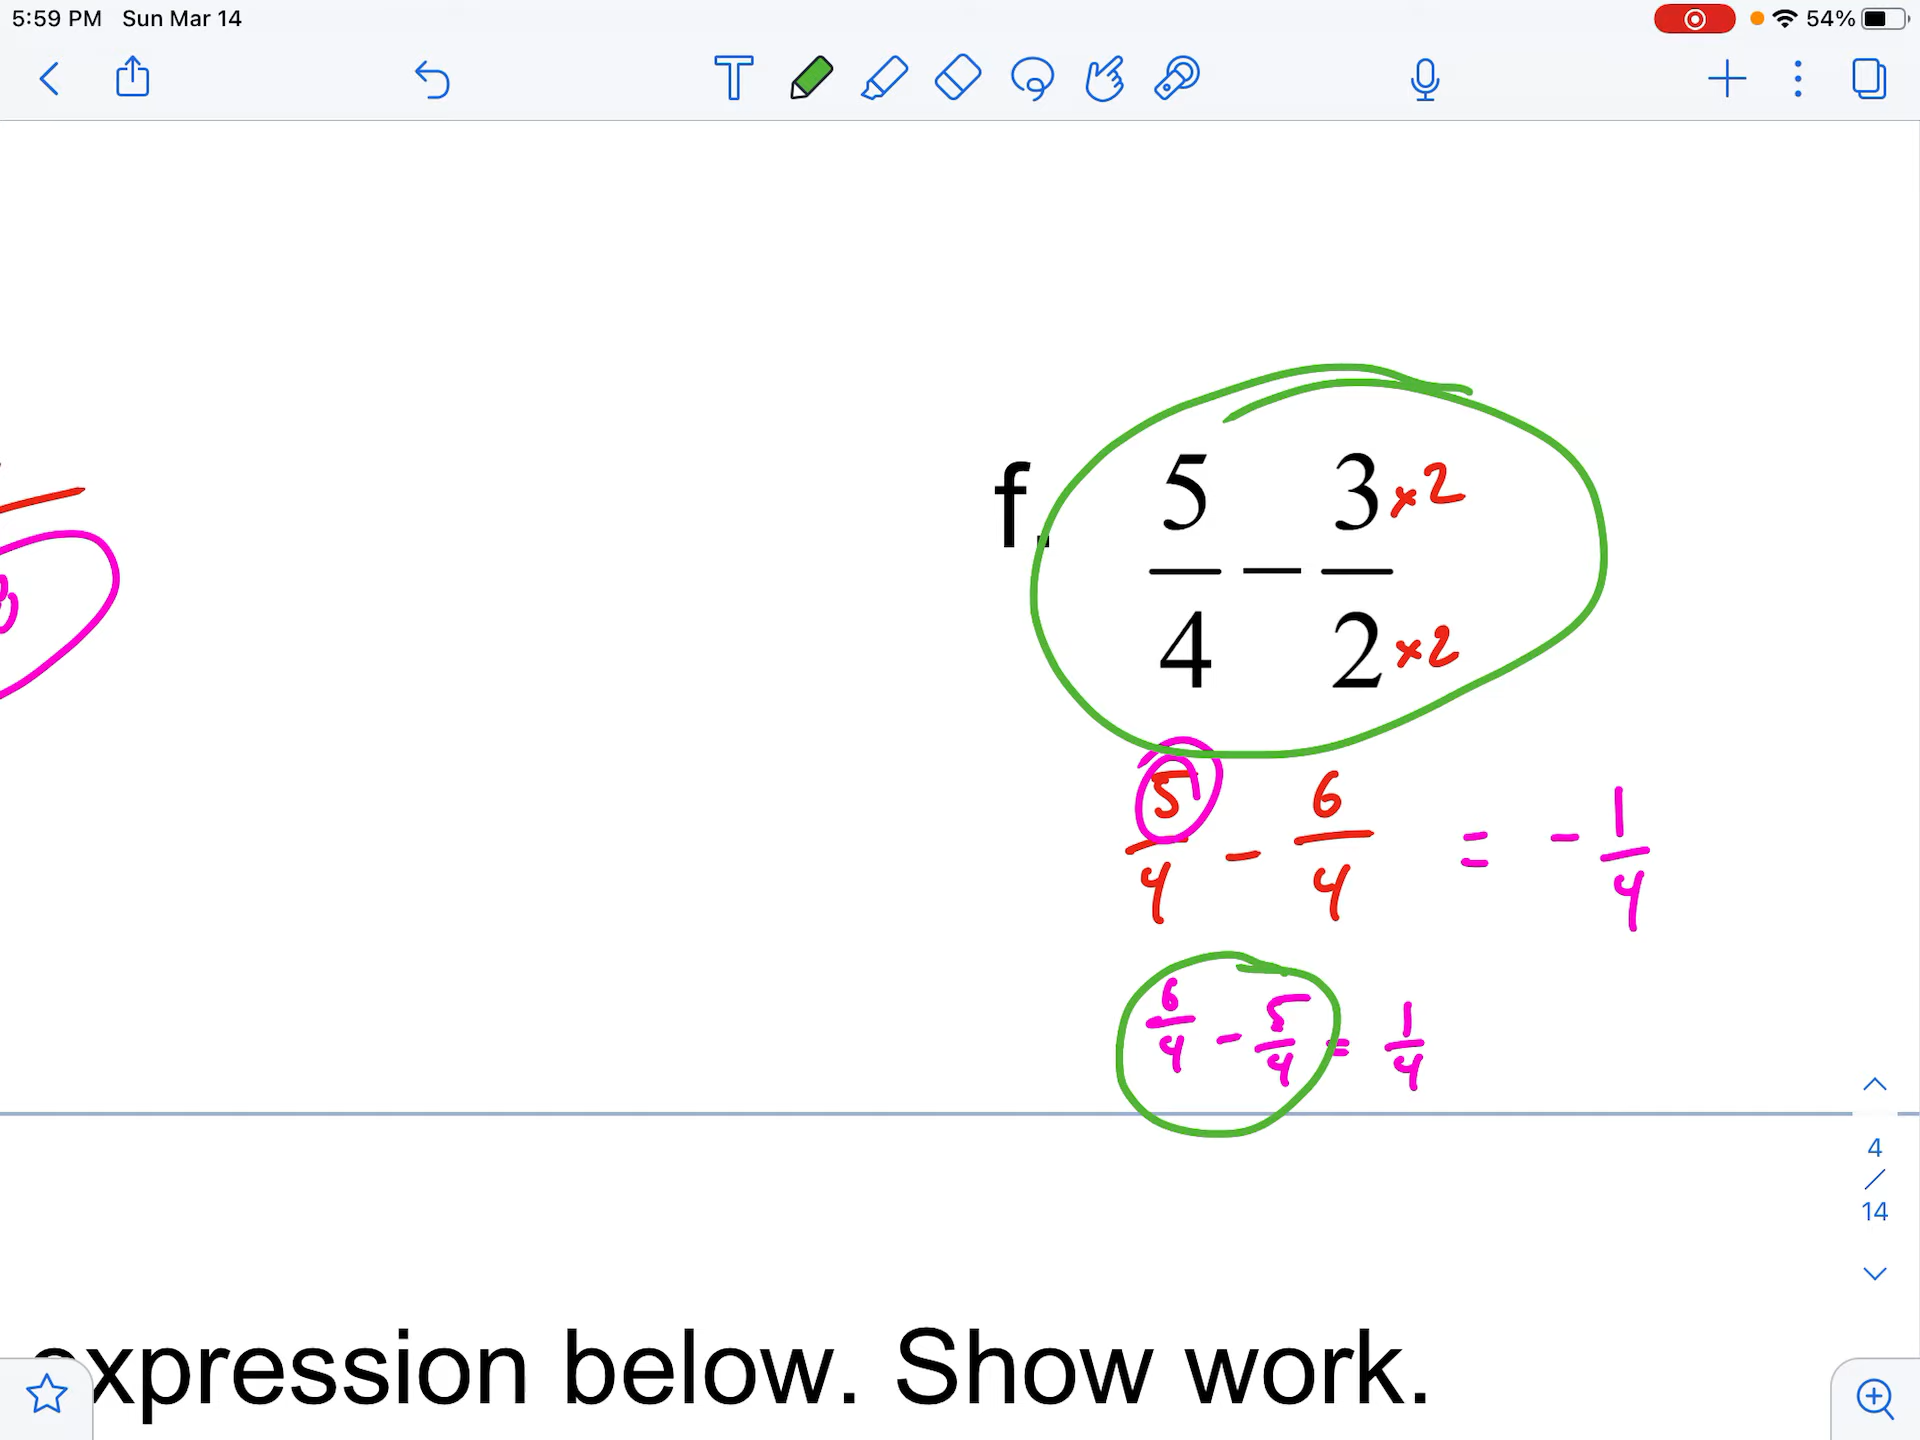 5:59 PM Sun Mar 14
54%
f. 5/4 − 3×2/2×2
5/4 - 6/4 = -1/4
6/4 - 5/4 = 1/4
4
/
14
expression below. Show work.